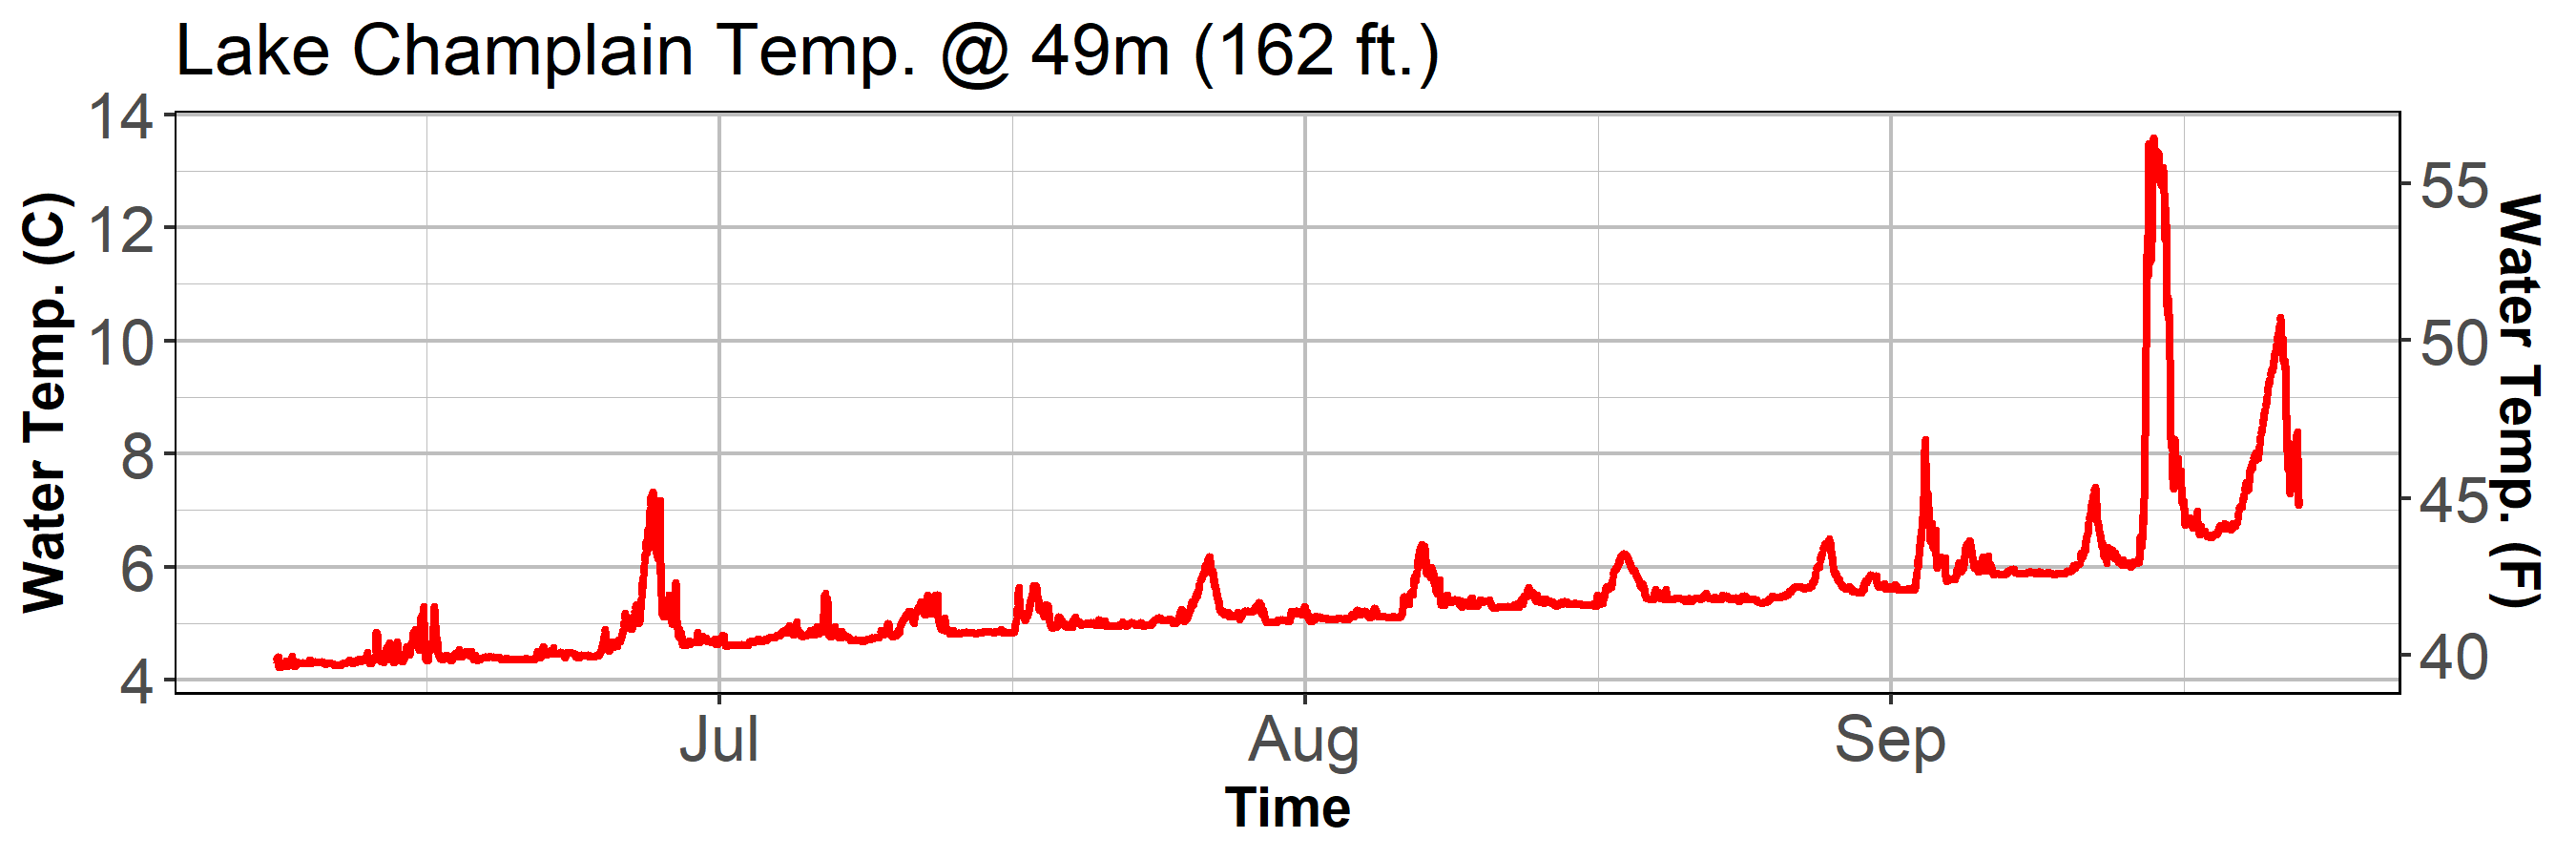 Lake Champlain Temp. @ 49m (162 ft.)
Water Temp. (C)
14
12
10
8
6
4
55
50
45
40
Water Temp. (F)
Jul Aug Sep
Time